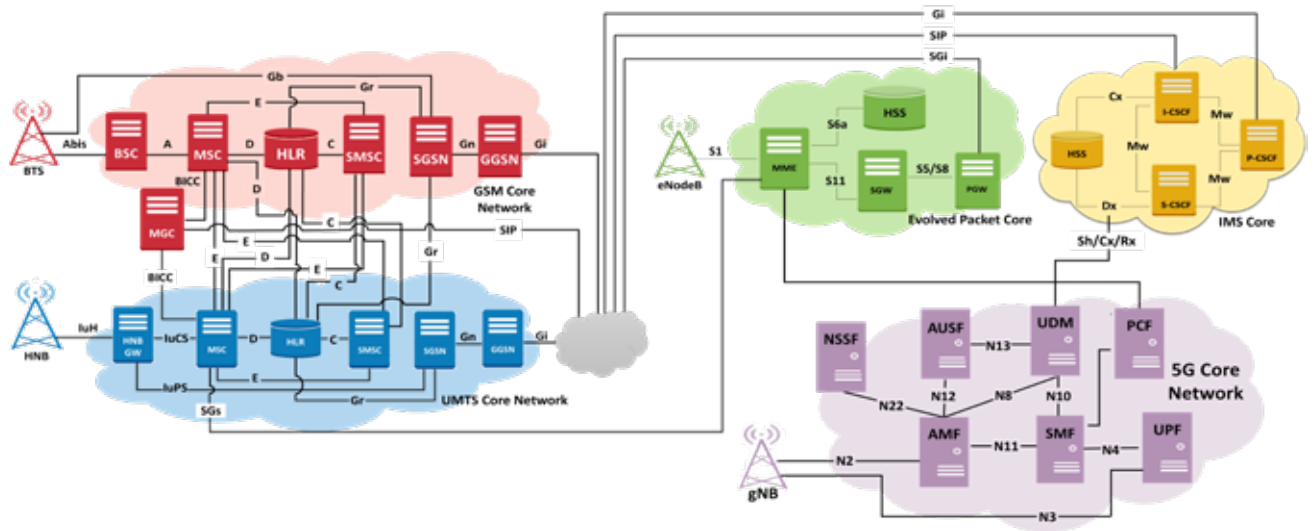 Gi
SIP
SGi
Gb
Gr
E
Abis
BTS
BSC
A
MSC
D
HLR
C
SMSC
SGSN
Gn
GGSN
Gi
GSM Core
Network
BICC
D
MGC
C
SIP
E
D
E
E
C
Gr
BICC
HNB
IuH
HNB
GW
IuCS
MSC
D
HLR
C
SMSC
SGSN
Gn
GGSN
Gi
IuPS
E
Gr
SGs
UMTS Core Network
eNodeB
S1
MME
S6a
HSS
S11
SGW
S5/S8
PGW
Evolved Packet Core
Cx
I-CSCF
Mw
HSS
Mw
P-CSCF
Mw
Dx
S-CSCF
IMS Core
Sh/Cx/Rx
NSSF
AUSF
N13
UDM
PCF
5G Core
Network
N22
N12
N8
N10
AMF
N11
SMF
N4
UPF
N2
gNB
N3